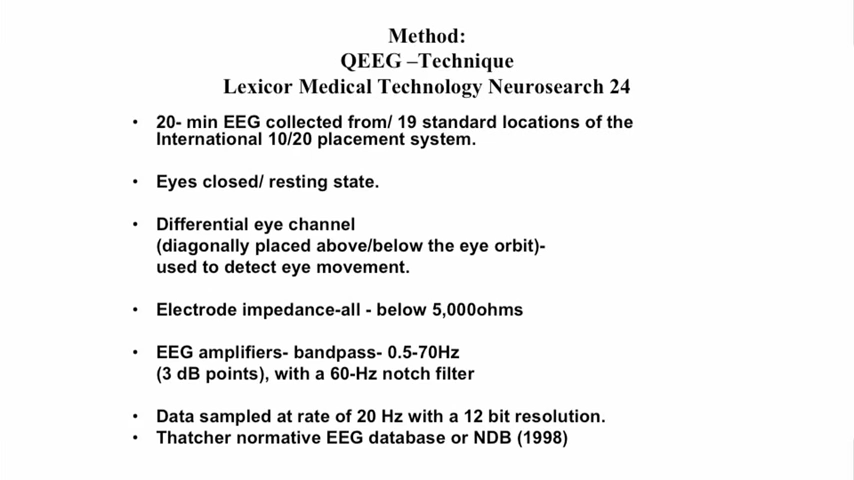 Method:
QEEG –Technique
Lexicor Medical Technology Neurosearch 24
• 20- min EEG collected from/ 19 standard locations of the
International 10/20 placement system.
• Eyes closed/ resting state.
• Differential eye channel
(diagonally placed above/below the eye orbit)-
used to detect eye movement.
• Electrode impedance-all - below 5,000ohms
• EEG amplifiers- bandpass- 0.5-70Hz
(3 dB points), with a 60-Hz notch filter
• Data sampled at rate of 20 Hz with a 12 bit resolution.
• Thatcher normative EEG database or NDB (1998)